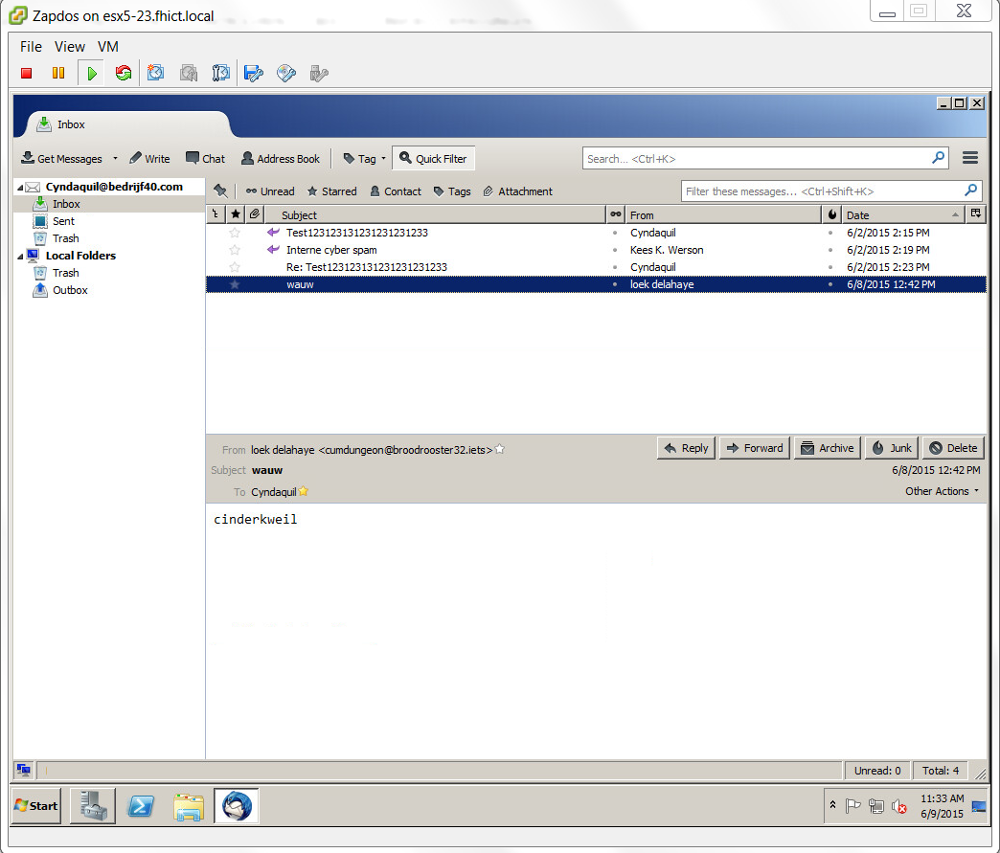 Zapdos on esx5-23.fhict.local
File View VM
Inbox
Get Messages Write Chat Address Book Tag Quick Filter Search... <Ctrl+K>
Cyndaquil@bedrijf40.com
Unread Starred Contact Tags Attachment Filter these messages... <Ctrl+Shift+K>
Inbox
Sent
Trash
Local Folders
Trash
Outbox
Subject From Date
Test123123131231231231233 Cyndaquil 6/2/2015 2:15 PM
Interne cyber spam Kees K. Werson 6/2/2015 2:19 PM
Re: Test123123131231231231233 Cyndaquil 6/2/2015 2:23 PM
wauw loek delahaye 6/8/2015 12:42 PM
From loek delahaye <cumdungeon@broodrooster32.iets> Reply Forward Archive Junk Delete
Subject wauw 6/8/2015 12:42 PM
To Cyndaquil Other Actions
cinderkweil
Unread: 0 Total: 4
Start 11:33 AM
6/9/2015